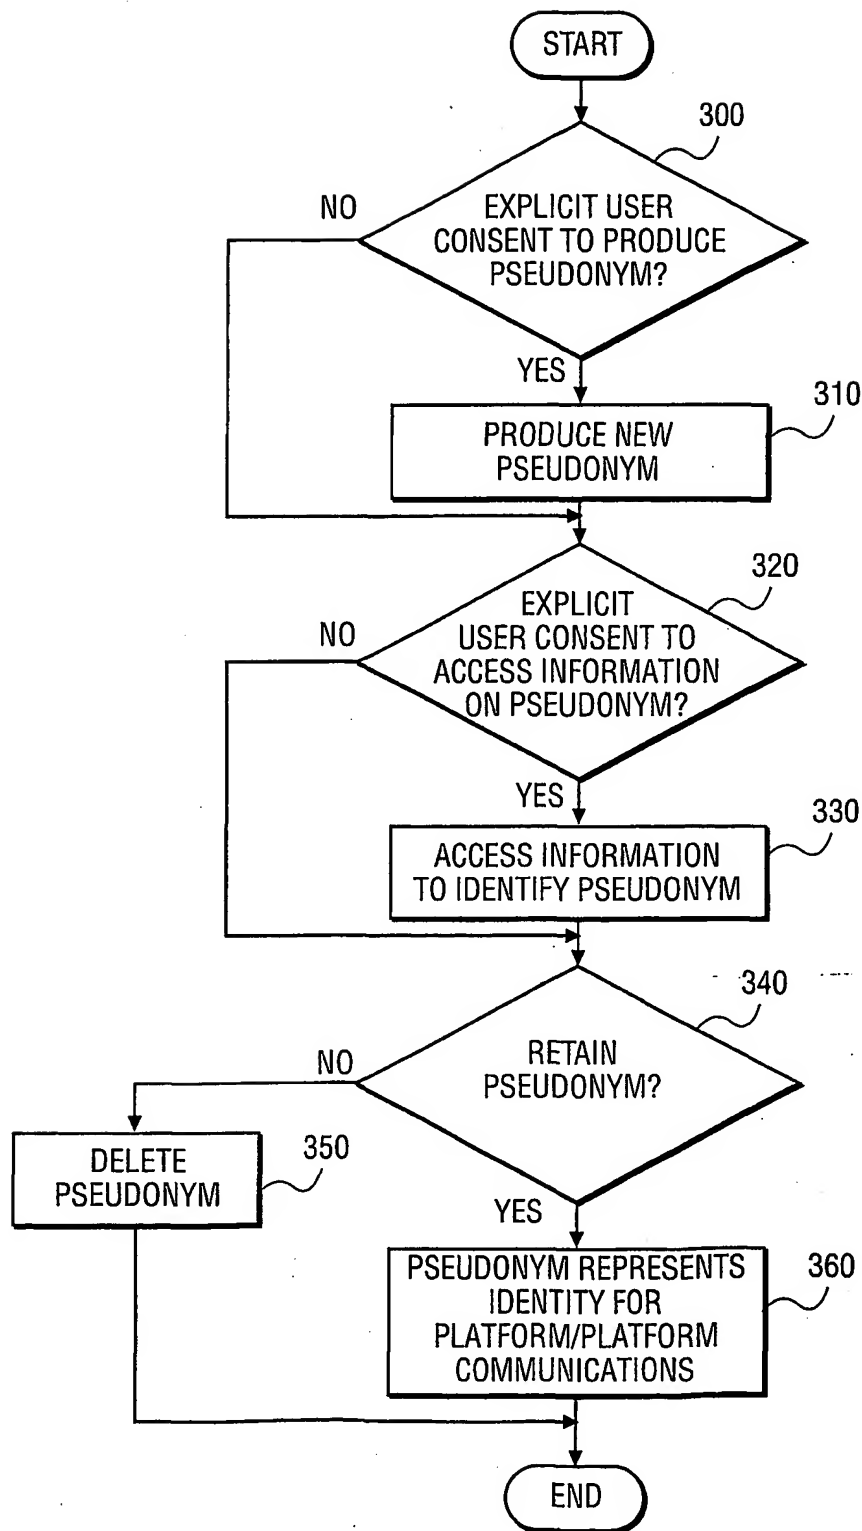 START
300
NO
EXPLICIT USER
CONSENT TO PRODUCE
PSEUDONYM?
YES
310
PRODUCE NEW
PSEUDONYM
320
NO
EXPLICIT
USER CONSENT TO
ACCESS INFORMATION
ON PSEUDONYM?
YES
330
ACCESS INFORMATION
TO IDENTIFY PSEUDONYM
340
NO
RETAIN
PSEUDONYM?
350
DELETE
PSEUDONYM
YES
360
PSEUDONYM REPRESENTS
IDENTITY FOR
PLATFORM/PLATFORM
COMMUNICATIONS
END